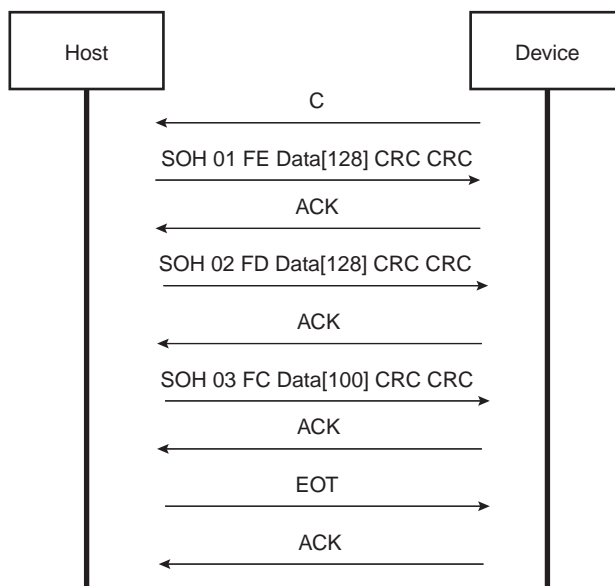 Host
Device
C
SOH 01 FE Data[128] CRC CRC
ACK
SOH 02 FD Data[128] CRC CRC
ACK
SOH 03 FC Data[100] CRC CRC
ACK
EOT
ACK